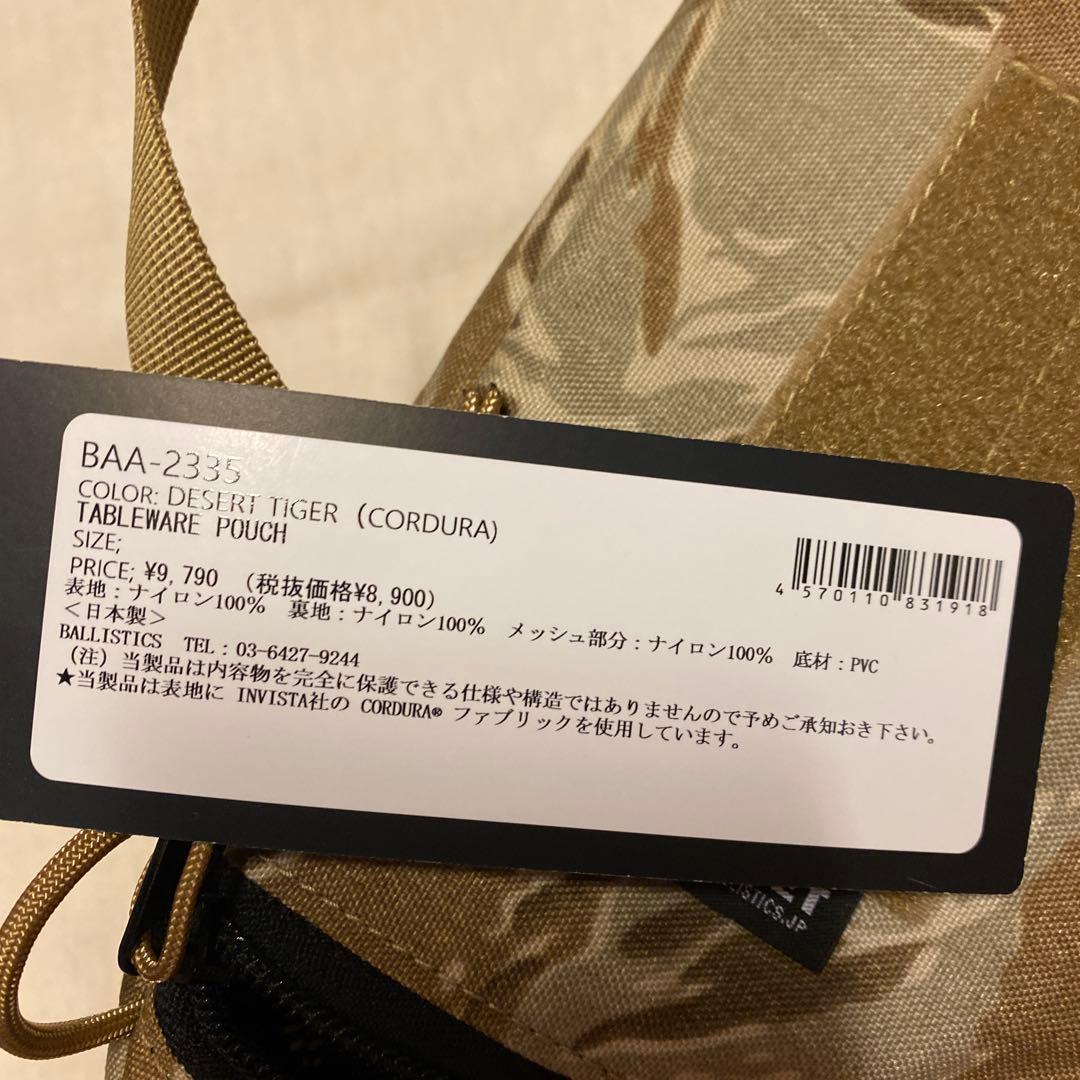 BAA-2335
COLOR: DESERT TIGER (CORDURA)
TABLEWARE POUCH
SIZE;
PRICE; ¥9,790 (税抜価格¥8,900)
表地：ナイロン100% 裏地：ナイロン100% メッシュ部分：ナイロン100% 底材：PVC
＜日本製＞
BALLISTICS TEL：03-6427-9244
（注）当製品は内容物を完全に保護できる仕様や構造ではありませんので予めご承知おき下さい。
★当製品は表地に INVISTA社の CORDURA® ファブリックを使用しています。
4 570110 831918
LISTICS.JP